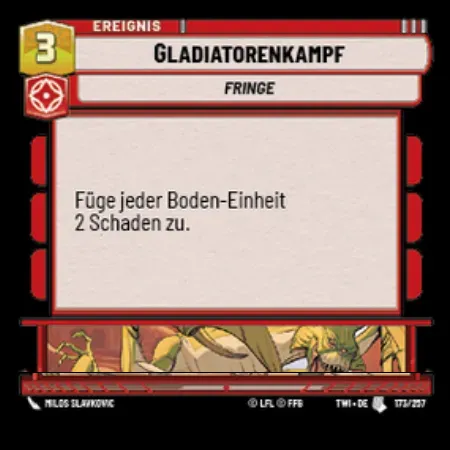 EREIGNIS
3
GLADIATORENKAMPF
FRINGE
Füge jeder Boden-Einheit
2 Schaden zu.
MILOS SLAVKOVIC
© LFL © FFG
TWI • DE
173/257